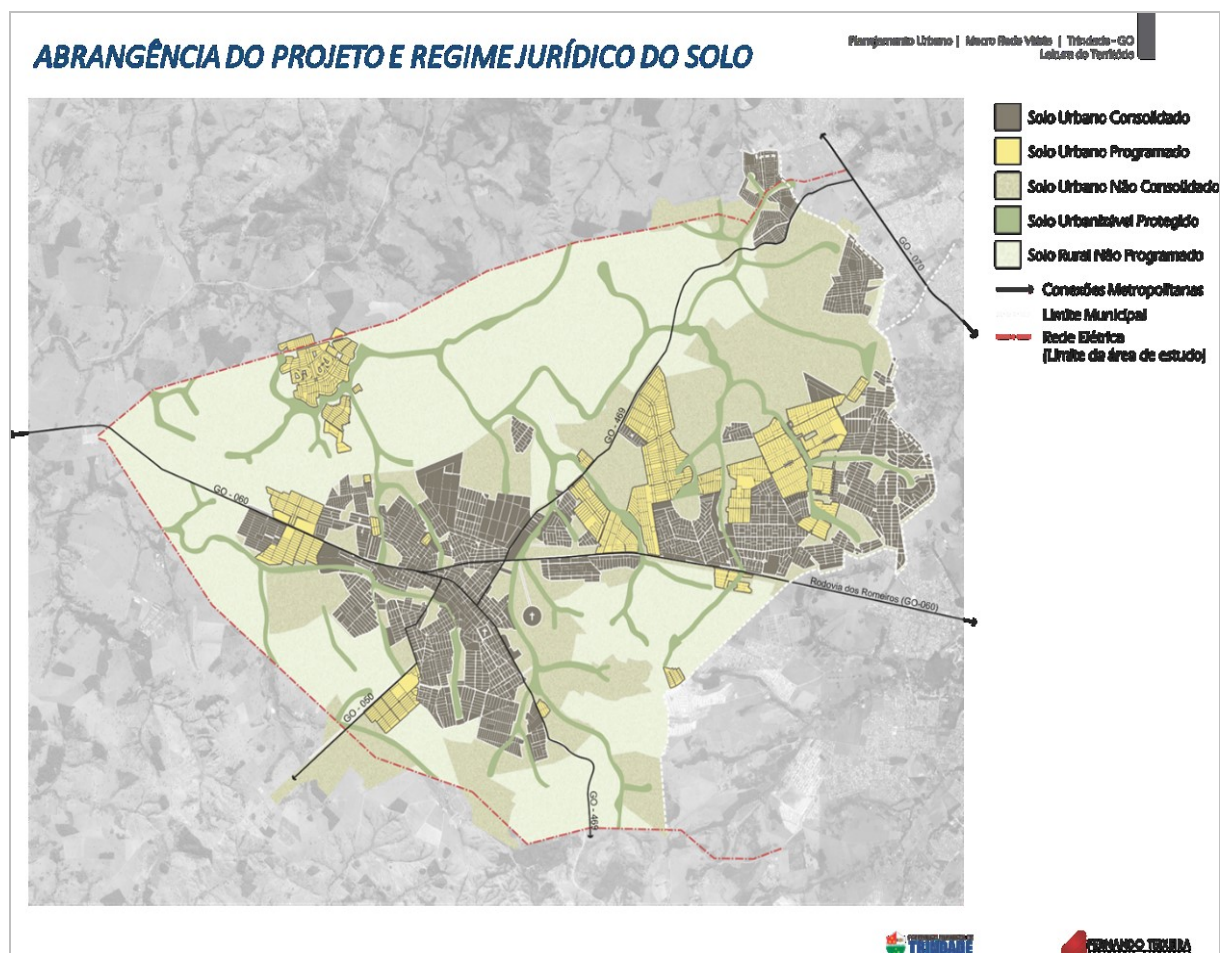 ABRANGÊNCIA DO PROJETO E REGIME JURÍDICO DO SOLO
Planejamento Urbano | Macro Rede Viária | Trindade - GO
Leitura do Território
Solo Urbano Consolidado
Solo Urbano Programado
Solo Urbano Não Consolidado
Solo Urbanizável Protegido
Solo Rural Não Programado
Conexões Metropolitanas
Limite Municipal
Rede Elétrica
(Limite da área de estudo)
GO - 070
GO - 469
GO - 060
Rodovia dos Romeiros (GO-060)
GO - 050
GO - 469
TRINDADE
FERNANDO TEIXEIRA